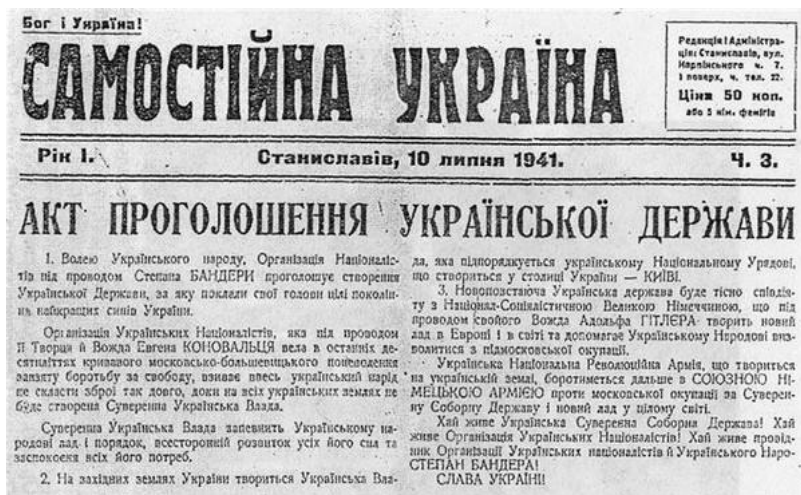 Бог і Україна!
САМОСТІЙНА УКРАЇНА
Редакція і Адміністра-
ція: Станиславів, вул.
Карпінського ч. 7.
І поверх, ч. тел. 22.
Ціна 50 коп.
або 5 нім. феніґів
Рік І.
Станиславів, 10 липня 1941.
Ч. 3.
АКТ ПРОГОЛОШЕННЯ УКРАЇНСЬКОЇ ДЕРЖАВИ
1. Волею Українського народу, Організація Націоналіс-
тів під проводом Степана БАНДЕРИ проголошує створення
Української Держави, за яку поклали свої голови цілі поколін-
ня найкращих синів України.
Організація Українських Націоналістів, яка під проводом
її Творця й Вождя Евгена КОНОВАЛЬЦЯ вела в останніх де-
сятиліттях кривавого московсько-большевицького поневолення
завзяту боротьбу за свободу, взиває ввесь український нарід
не скласти зброї так довго, доки на всіх українських землях не
буде створена Суверенна Українська Влада.
Суверенна Українська Влада запевнить Українському на-
родові лад і порядок, всесторонній розвиток усіх його сил та
заспокоєня всіх його потреб.
2. На західних землях України твориться Українська Вла-
да, яка підпорядкується українському Національному Урядові,
що створиться у столиці України — КИЇВІ.
3. Новоповстаюча Українська держава буде тісно співдія-
ти з Націонал-Соціялістичною Великою Німеччиною, що під
проводом свойого Вождя Адольфа ГІТЛЄРА творить новий
лад в Европі і в світі та допомагає Українському Народові виз-
волитися з підмосковської окупації.
Українська Національна Революційна Армія, що твориться
на українській землі, боротиметься дальше з СОЮЗНОЮ НІ-
МЕЦЬКОЮ АРМІЄЮ проти московської окупації за Суверен-
ну Соборну Державу і новий лад у цілому світі.
Хай живе Українська Суверенна Соборна Держава! Хай
живе Організація Українських Націоналістів! Хай живе провід-
ник Організації Українських націоналістів й Українського Наро-
СТЕПАН БАНДЕРА!
СЛАВА УКРАЇНІ!